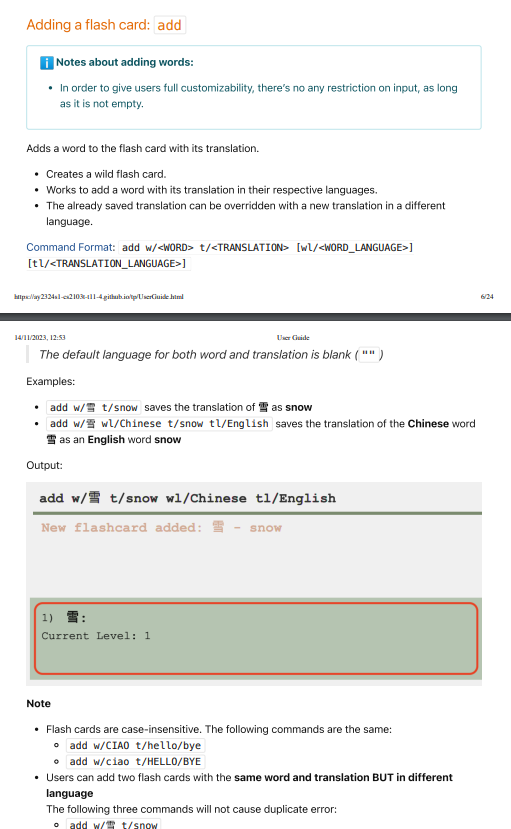 Adding a flash card: add
Notes about adding words:
• In order to give users full customizability, there's no any restriction on input, as long
as it is not empty.
Adds a word to the flash card with its translation.
• Creates a wild flash card.
• Works to add a word with its translation in their respective languages.
• The already saved translation can be overridden with a new translation in a different
language.
Command Format: add w/<WORD> t/<TRANSLATION> [wl/<WORD_LANGUAGE>]
[tl/<TRANSLATION_LANGUAGE>]
https://ay2324s1-cs2103t-t11-4.github.io/tp/UserGuide.html 6/24
14/11/2023, 12:53 User Guide
The default language for both word and translation is blank ( "" )
Examples:
• add w/雪 t/snow saves the translation of 雪 as snow
• add w/雪 wl/Chinese t/snow tl/English saves the translation of the Chinese word
雪 as an English word snow
Output:
add w/雪 t/snow wl/Chinese tl/English
New flashcard added: 雪 - snow
1) 雪:
Current Level: 1
Note
• Flash cards are case-insensitive. The following commands are the same:
◦ add w/CIAO t/hello/bye
◦ add w/ciao t/HELLO/BYE
• Users can add two flash cards with the same word and translation BUT in different
language
The following three commands will not cause duplicate error:
◦ add w/雪 t/snow